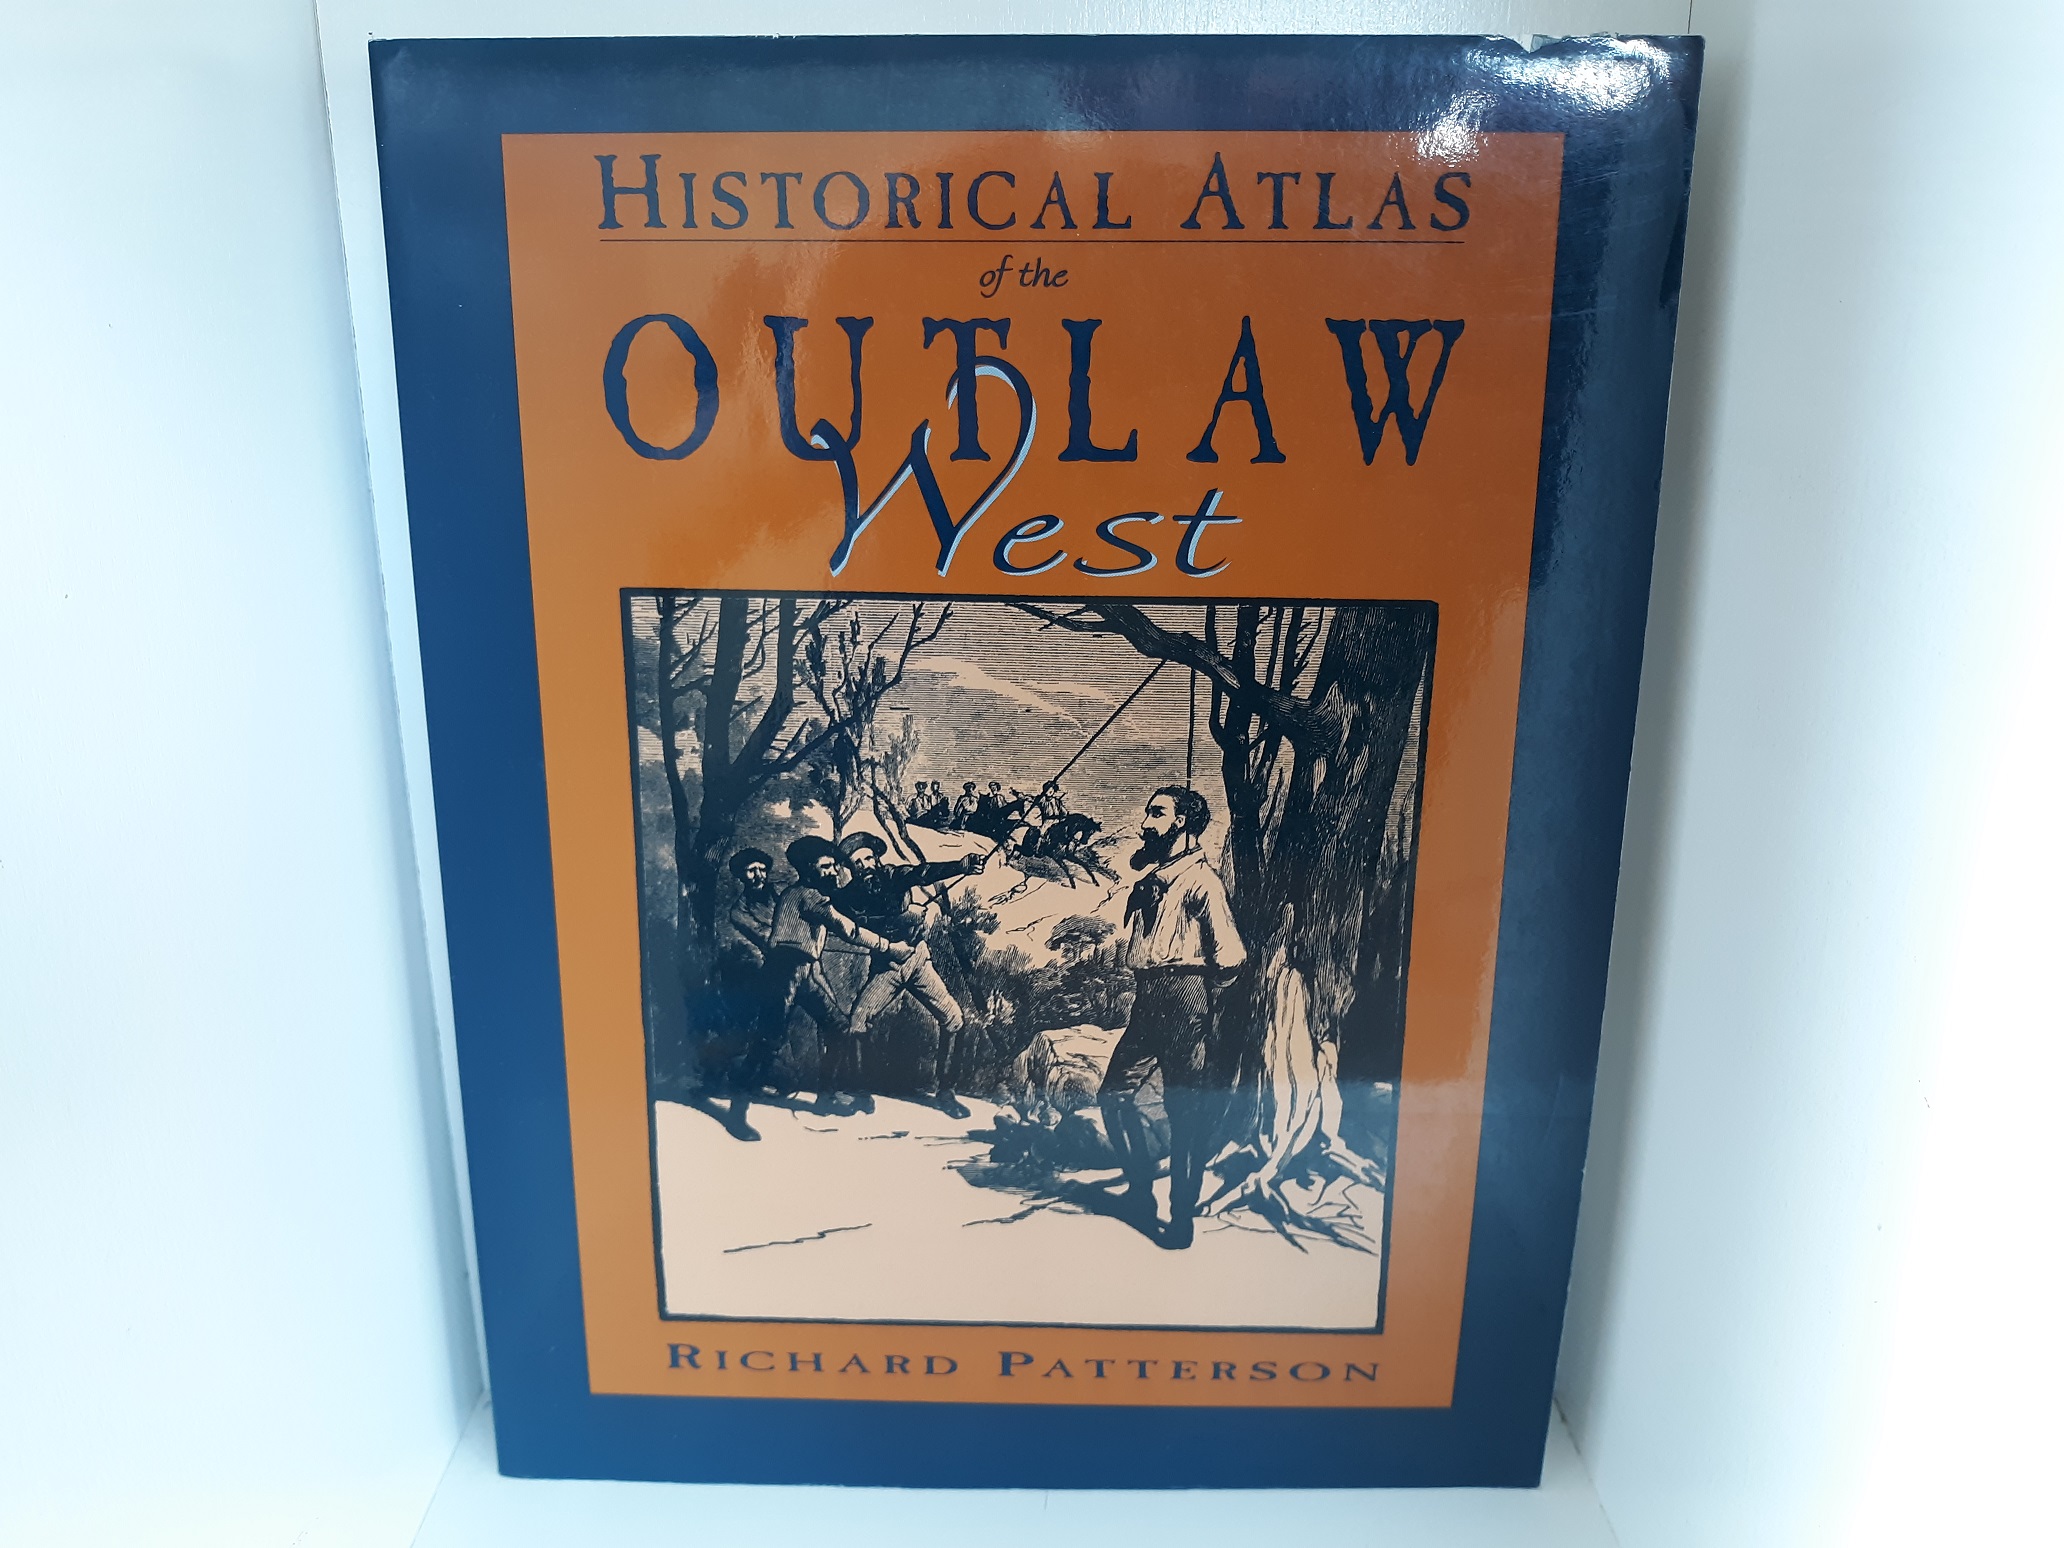 HISTORICAL ATLAS
of the
OUTLAW
West
RICHARD PATTERSON